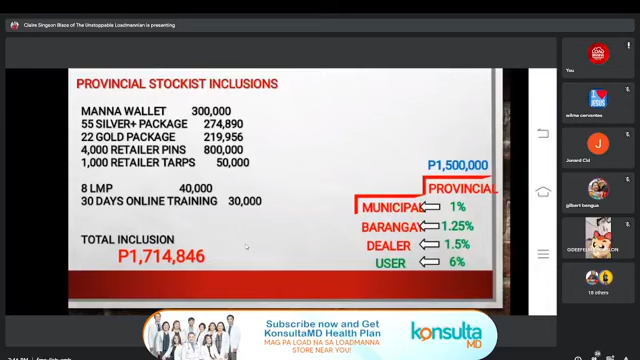 Claire Singson Blaze of The Unstoppable Loadmannian is presenting
PROVINCIAL STOCKIST INCLUSIONS
MANNA WALLET 300,000
55 SILVER+ PACKAGE 274,890
22 GOLD PACKAGE 219,956
4,000 RETAILER PINS 800,000
1,000 RETAILER TARPS 50,000
8 LMP 40,000
30 DAYS ONLINE TRAINING 30,000
TOTAL INCLUSION
P1,714,846
P1,500,000
PROVINCIAL
MUNICIPAL 1%
BARANGAY 1.25%
DEALER 1.5%
USER 6%
You
wilma cervantes
J
Junard Cid
gilbert bengua
18 others
Subscribe now and Get
KonsultaMD Health Plan
MAG PA LOAD NA SA LOADMANNA
STORE NEAR YOU!
konsulta
MD